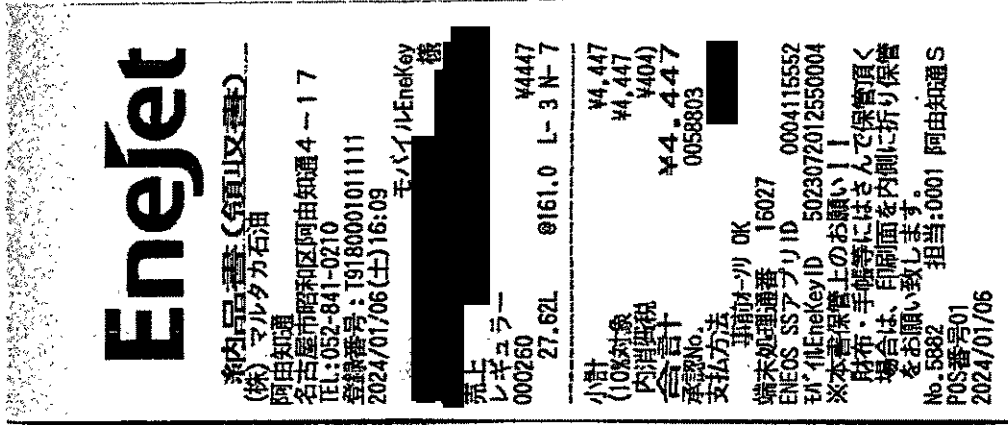 EneJet
納品書(領収書)
(株)マルタカ石油
阿由知通
名古屋市昭和区阿由知通4-17
TEL:052-841-0210
登録番号:T9180001011111
2024/01/06(土)16:09
モバイルEneKey
様
売上
レギュラー
000260 ¥4447
27.62L @161.0 L- 3 N- 7
小計 ¥4,447
(10%対象 ¥4,447
内消費税 ¥404)
合計 ¥4,447
承認No. 0058803
支払方法
事前オーソリ OK
端末処理通番 16027
ENEOS SSアプリID 0004115552
モバイルEneKeyID 5023072012550004
※本書保管上のお願い!!
財布・手帳等にはさんで保管頂く
場合は、印刷面を内側に折り保管
をお願い致します。
No.5882 担当:0001 阿由知通S
POS番号01
2024/01/06